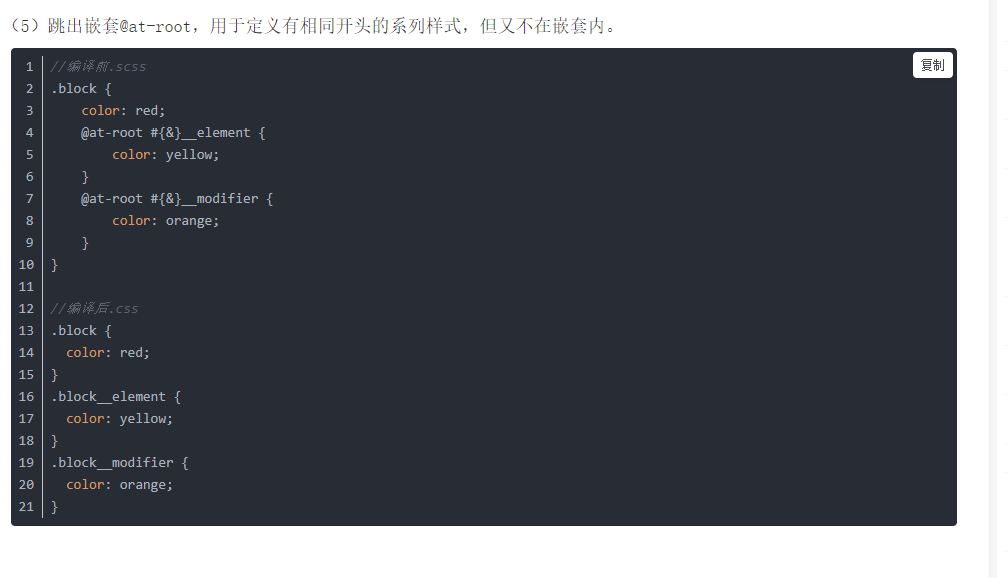 （5）跳出嵌套@at-root，用于定义有相同开头的系列样式，但又不在嵌套内。
复制
1 //编译前.scss
2 .block {
3     color: red;
4     @at-root #{&}__element {
5         color: yellow;
6     }
7     @at-root #{&}__modifier {
8         color: orange;
9     }
10 }
11
12 //编译后.css
13 .block {
14   color: red;
15 }
16 .block__element {
17   color: yellow;
18 }
19 .block__modifier {
20   color: orange;
21 }